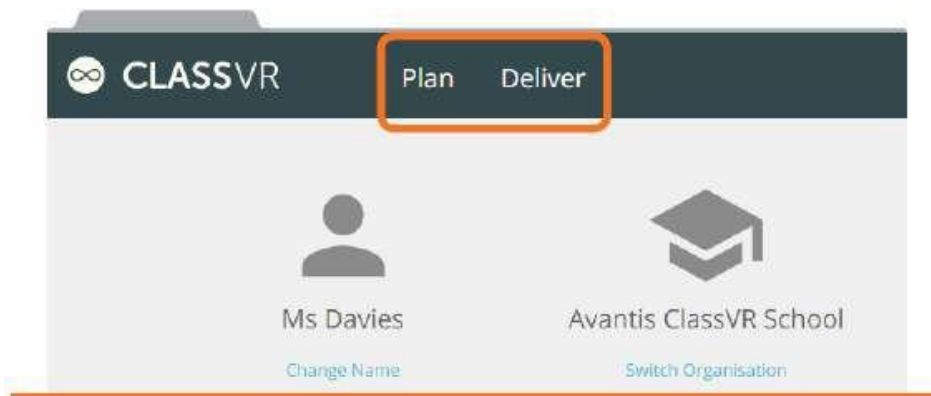 CLASSVR Plan Deliver
Ms Davies Avantis ClassVR School
Change Name Switch Organisation